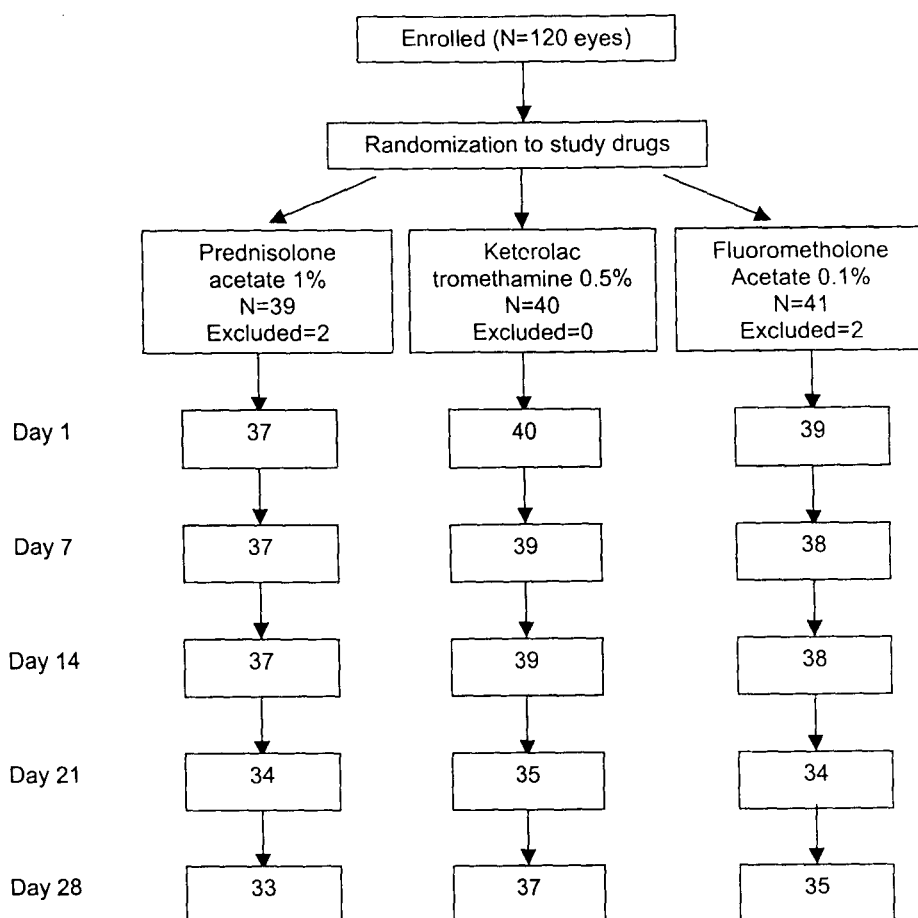 Enrolled (N=120 eyes)
Randomization to study drugs
Prednisolone
acetate 1%
N=39
Excluded=2
Ketcrolac
tromethamine 0.5%
N=40
Excluded=0
Fluorometholone
Acetate 0.1%
N=41
Excluded=2
Day 1
37
40
39
Day 7
37
39
38
Day 14
37
39
38
Day 21
34
35
34
Day 28
33
37
35